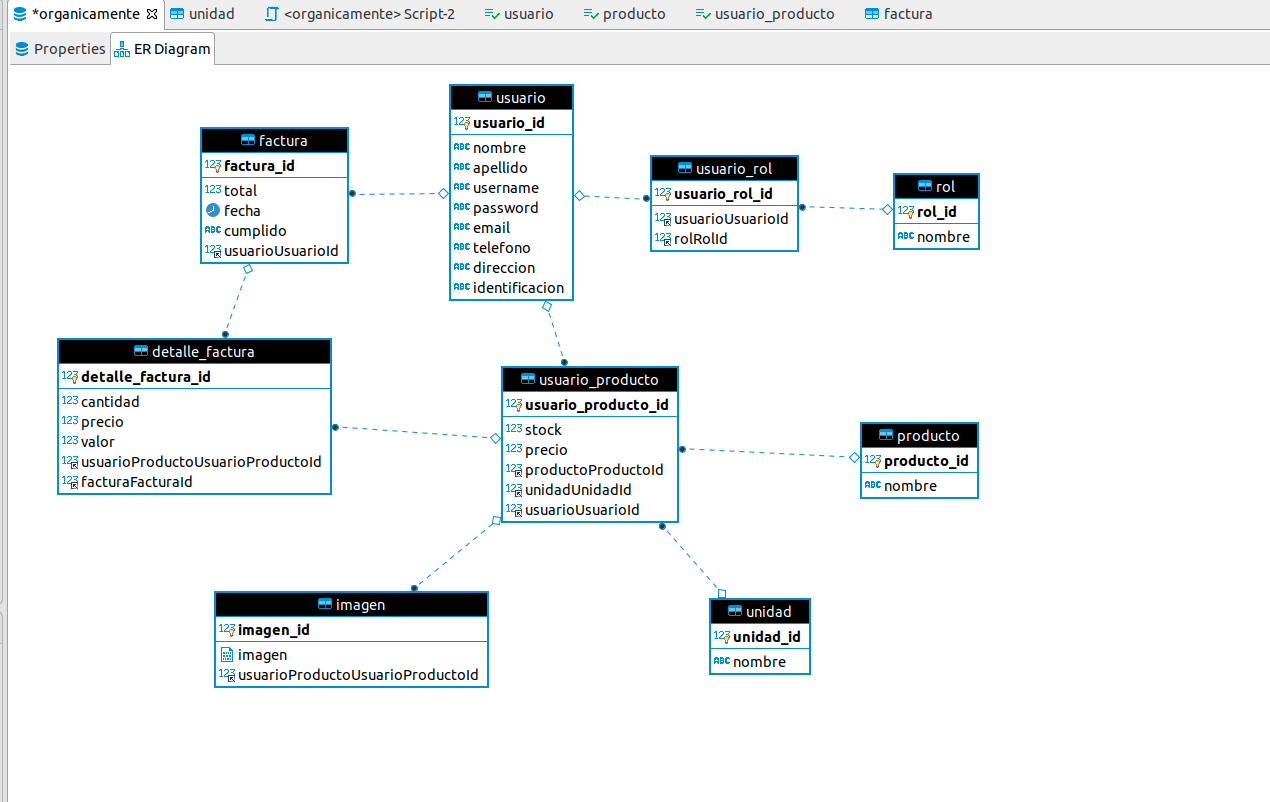 *organicamente
unidad
<organicamente> Script-2
usuario
producto
usuario_producto
factura
Properties
ER Diagram
usuario
123 usuario_id
ABC nombre
ABC apellido
ABC username
ABC password
ABC email
ABC telefono
ABC direccion
ABC identificacion
factura
123 factura_id
123 total
fecha
ABC cumplido
123 usuarioUsuarioId
usuario_rol
123 usuario_rol_id
123 usuarioUsuarioId
123 rolRolId
rol
123 rol_id
ABC nombre
detalle_factura
123 detalle_factura_id
123 cantidad
123 precio
123 valor
123 usuarioProductoUsuarioProductoId
123 facturaFacturaId
usuario_producto
123 usuario_producto_id
123 stock
123 precio
123 productoProductoId
123 unidadUnidadId
123 usuarioUsuarioId
producto
123 producto_id
ABC nombre
imagen
123 imagen_id
imagen
123 usuarioProductoUsuarioProductoId
unidad
123 unidad_id
ABC nombre